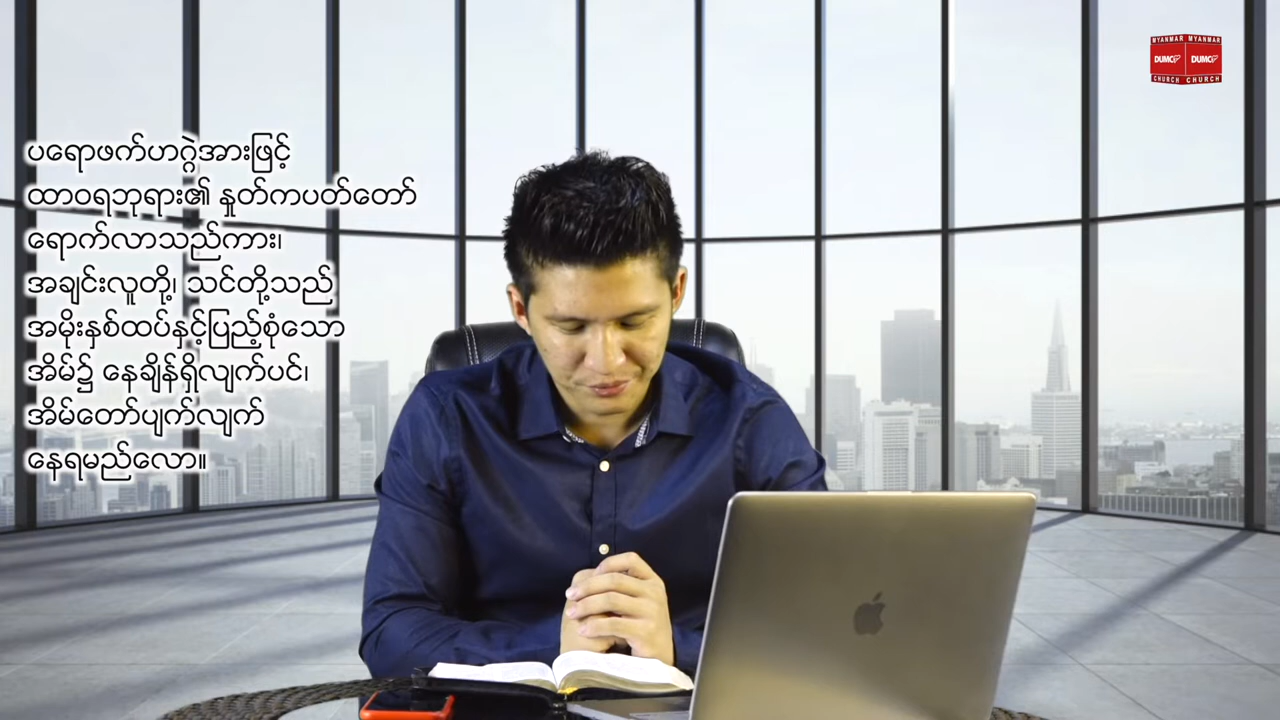 ပရောဖက်ဟဂ္ဂဲအားဖြင့်
ထာဝရဘုရား၏ နှုတ်ကပတ်တော်
ရောက်လာသည်ကား၊
အချင်းလူတို့၊ သင်တို့သည်
အမိုးနှစ်ထပ်နှင့်ပြည့်စုံသော
အိမ်၌ နေချိန်ရှိလျက်ပင်၊
အိမ်တော်ပျက်လျက်
နေရမည်လော။
MYANMAR MYANMAR
DUMC DUMC
CHURCH CHURCH